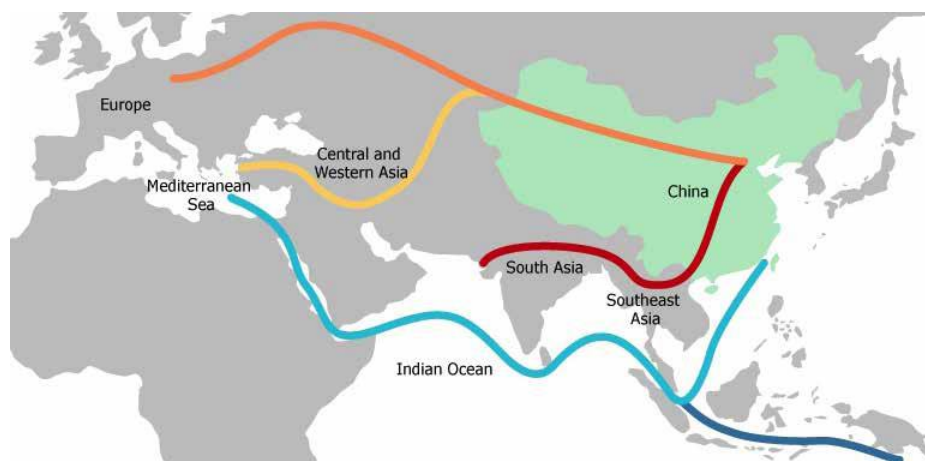 Europe
Central and
Western Asia
Mediterranean
Sea
China
South Asia
Southeast
Asia
Indian Ocean